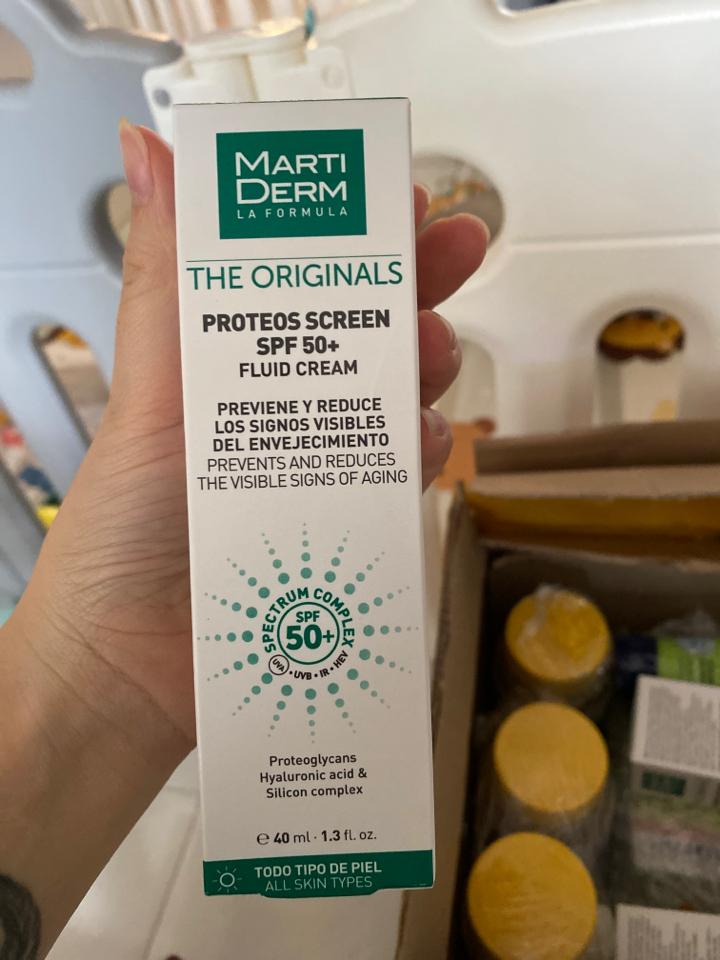 MARTI
DERM
LA FORMULA
THE ORIGINALS
PROTEOS SCREEN
SPF 50+
FLUID CREAM
PREVIENE Y REDUCE
LOS SIGNOS VISIBLES
DEL ENVEJECIMIENTO
PREVENTS AND REDUCES
THE VISIBLE SIGNS OF AGING
SPECTRUM COMPLEX
SPF
50+
UVA • UVB • IR • HEV
Proteoglycans
Hyaluronic acid &
Silicon complex
℮ 40 ml · 1.3 fl. oz.
TODO TIPO DE PIEL
ALL SKIN TYPES